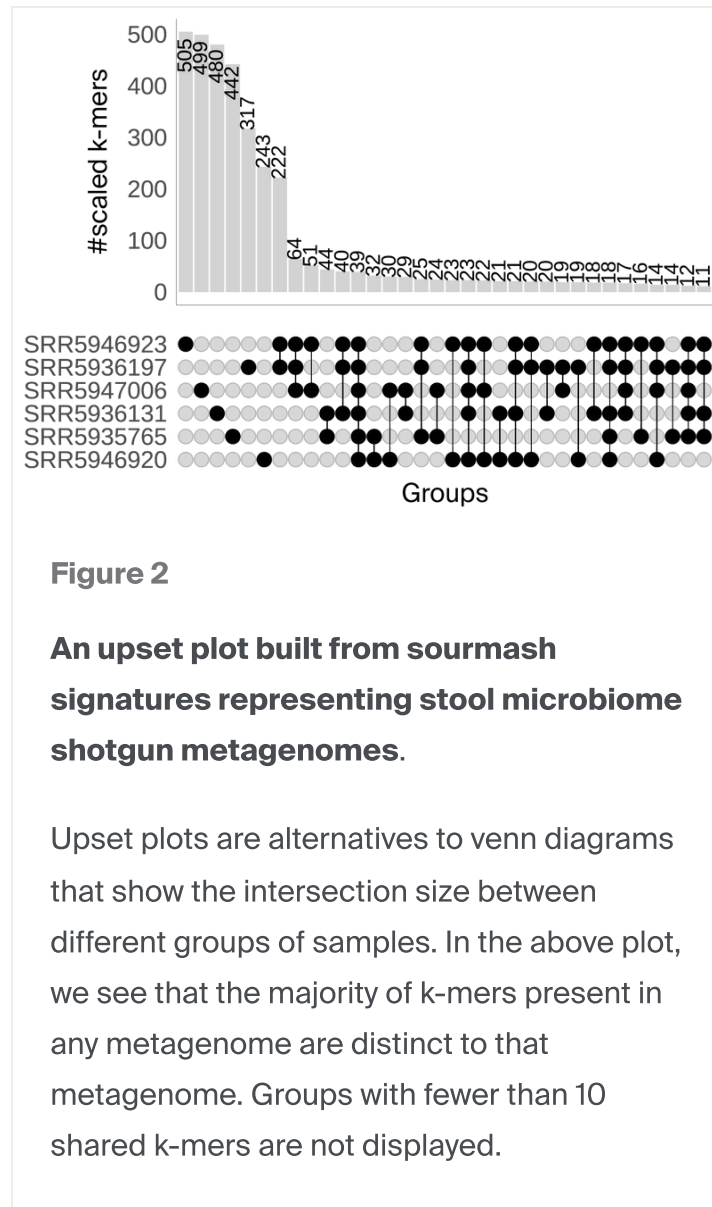 500
400
300
200
100
0
#scaled k-mers
505
499
480
442
317
243
222
64
51
44
40
39
32
30
29
25
24
23
23
22
21
21
20
20
19
19
18
18
17
16
14
14
12
11
SRR5946923
SRR5936197
SRR5947006
SRR5936131
SRR5935765
SRR5946920
Groups
Figure 2
An upset plot built from sourmash
signatures representing stool microbiome
shotgun metagenomes.
Upset plots are alternatives to venn diagrams
that show the intersection size between
different groups of samples. In the above plot,
we see that the majority of k-mers present in
any metagenome are distinct to that
metagenome. Groups with fewer than 10
shared k-mers are not displayed.